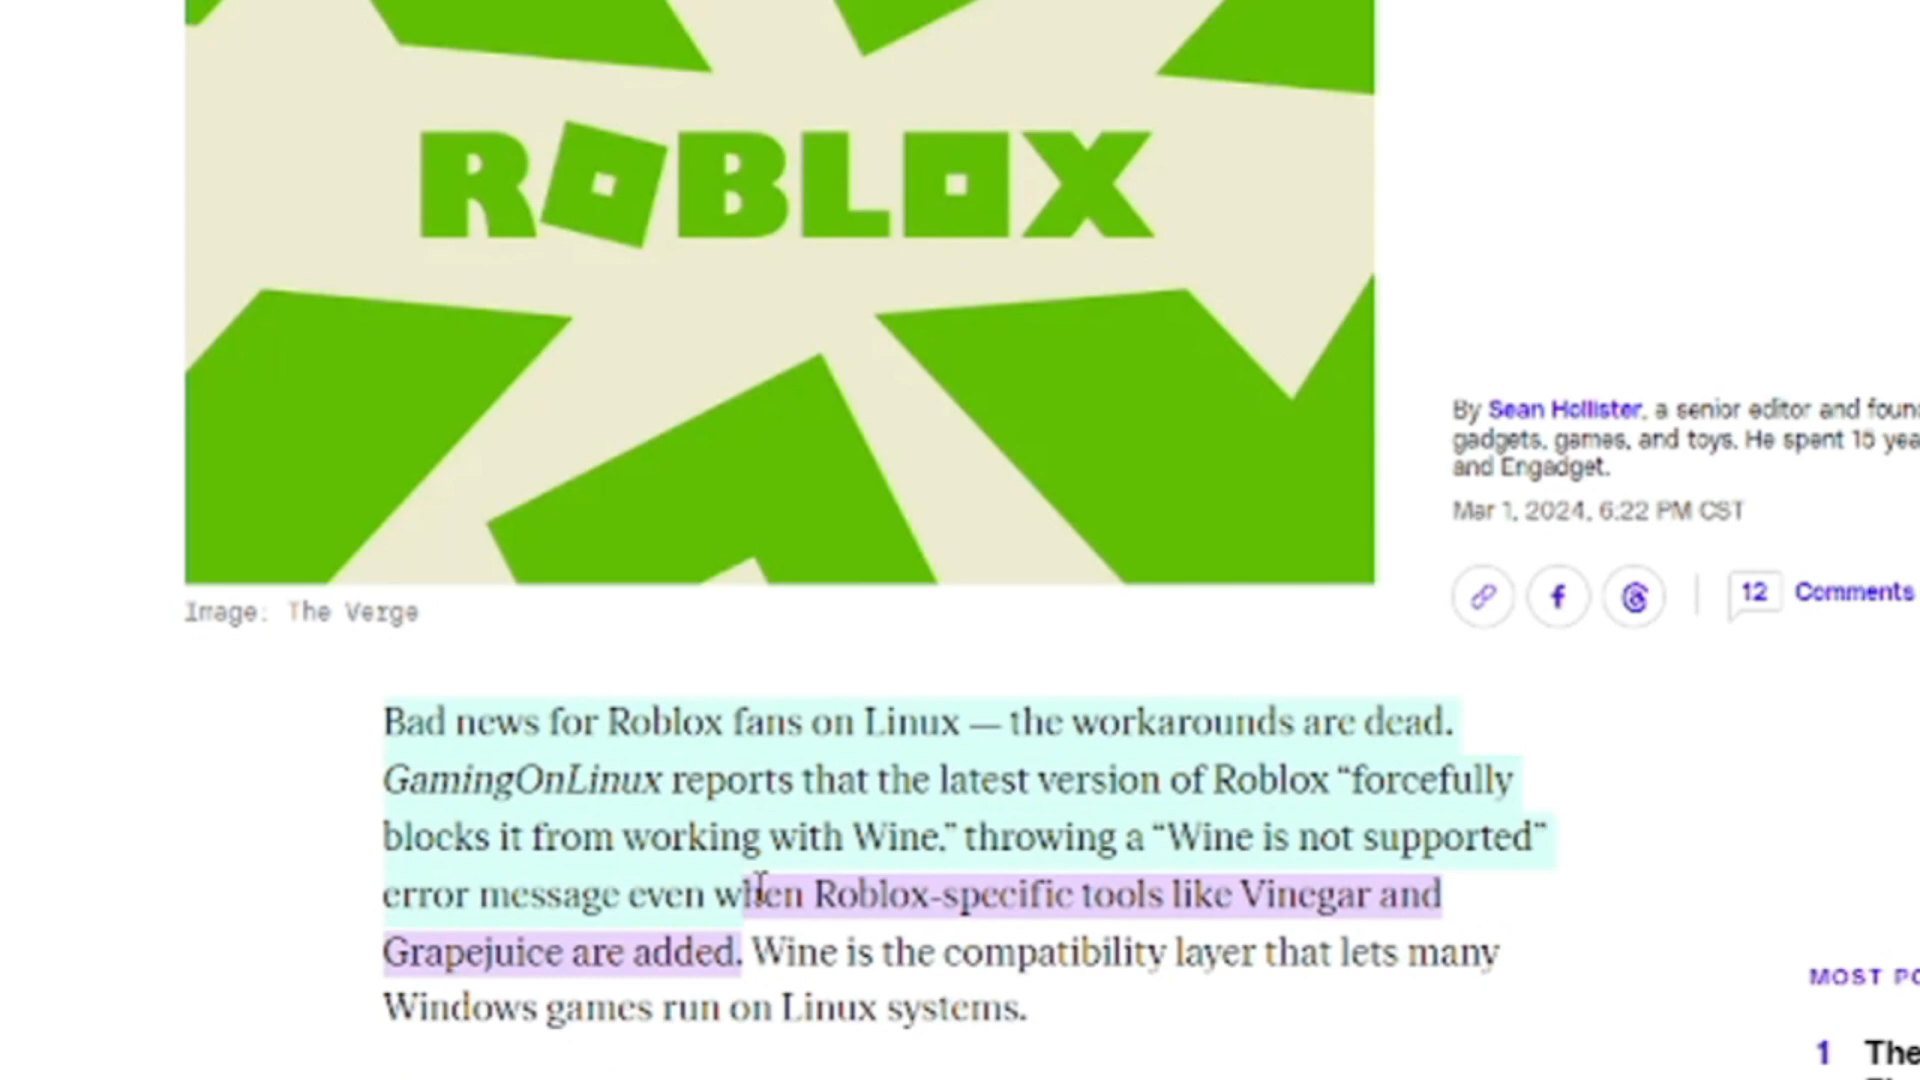 ROBLOX
By Sean Hollister, a senior editor and
gadgets, games, and toys. He spent 15
and Engadget.
Mar 1, 2024, 6:22 PM CST
12 Comments
Image: The Verge
Bad news for Roblox fans on Linux — the workarounds are dead.
GamingOnLinux reports that the latest version of Roblox “forcefully
blocks it from working with Wine,” throwing a “Wine is not supported”
error message even when Roblox-specific tools like Vinegar and
Grapejuice are added. Wine is the compatibility layer that lets many
Windows games run on Linux systems.
MOST
1 The